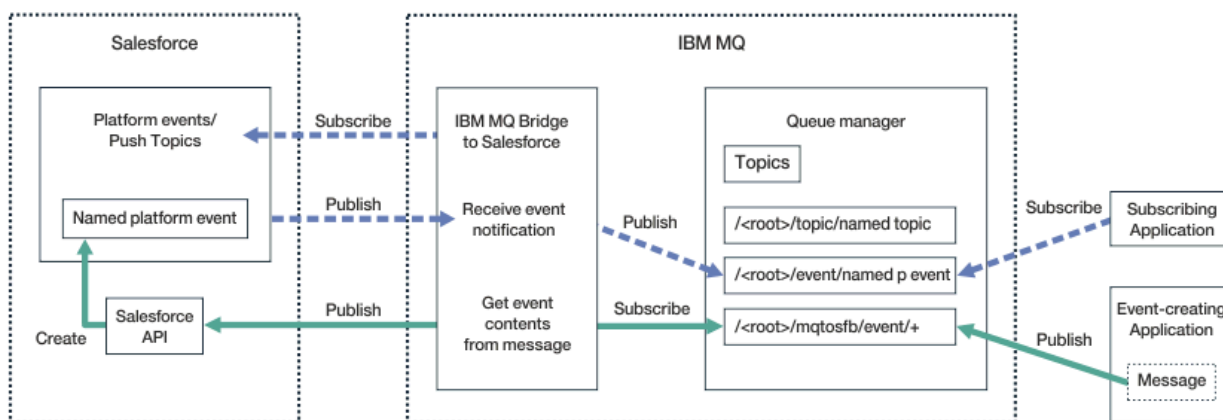 Salesforce
IBM MQ
Platform events/
Push Topics
Subscribe
IBM MQ Bridge
to Salesforce
Queue manager
Topics
Named platform event
Publish
Receive event
notification
Publish
/<root>/topic/named topic
Subscribe
Subscribing
Application
/<root>/event/named p event
Create
Salesforce
API
Publish
Get event
contents
from message
Subscribe
/<root>/mqtosfb/event/+
Publish
Event-creating
Application
Message